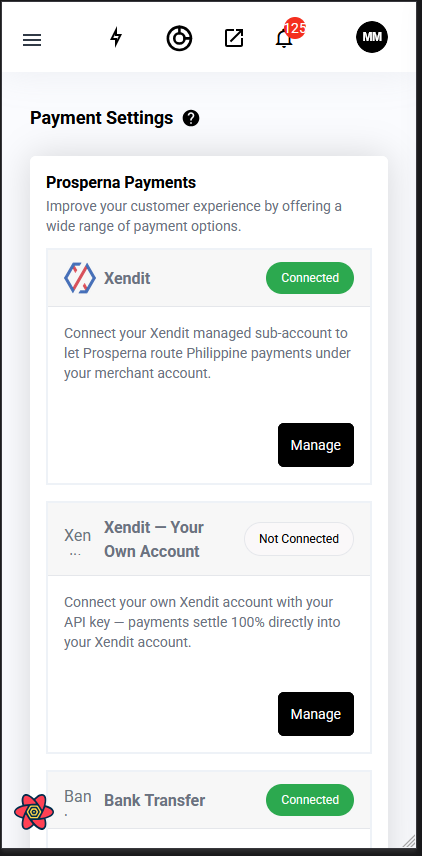 125
MM
Payment Settings
Prosperna Payments
Improve your customer experience by offering a
wide range of payment options.
Xendit
Connected
Connect your Xendit managed sub-account to
let Prosperna route Philippine payments under
your merchant account.
Manage
Xen
...
Xendit — Your
Own Account
Not Connected
Connect your own Xendit account with your
API key — payments settle 100% directly into
your Xendit account.
Manage
Ban
.
Bank Transfer
Connected